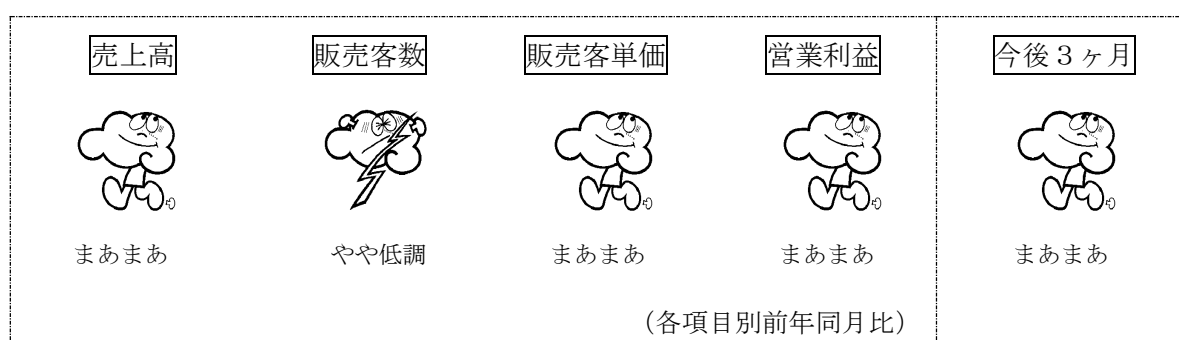 売上高 販売客数 販売客単価 営業利益 今後３ヶ月
まあまあ やや低調 まあまあ まあまあ まあまあ
（各項目別前年同月比）